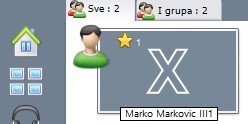 Sve : 2
I grupa : 2
1
X
Marko Markovic III1